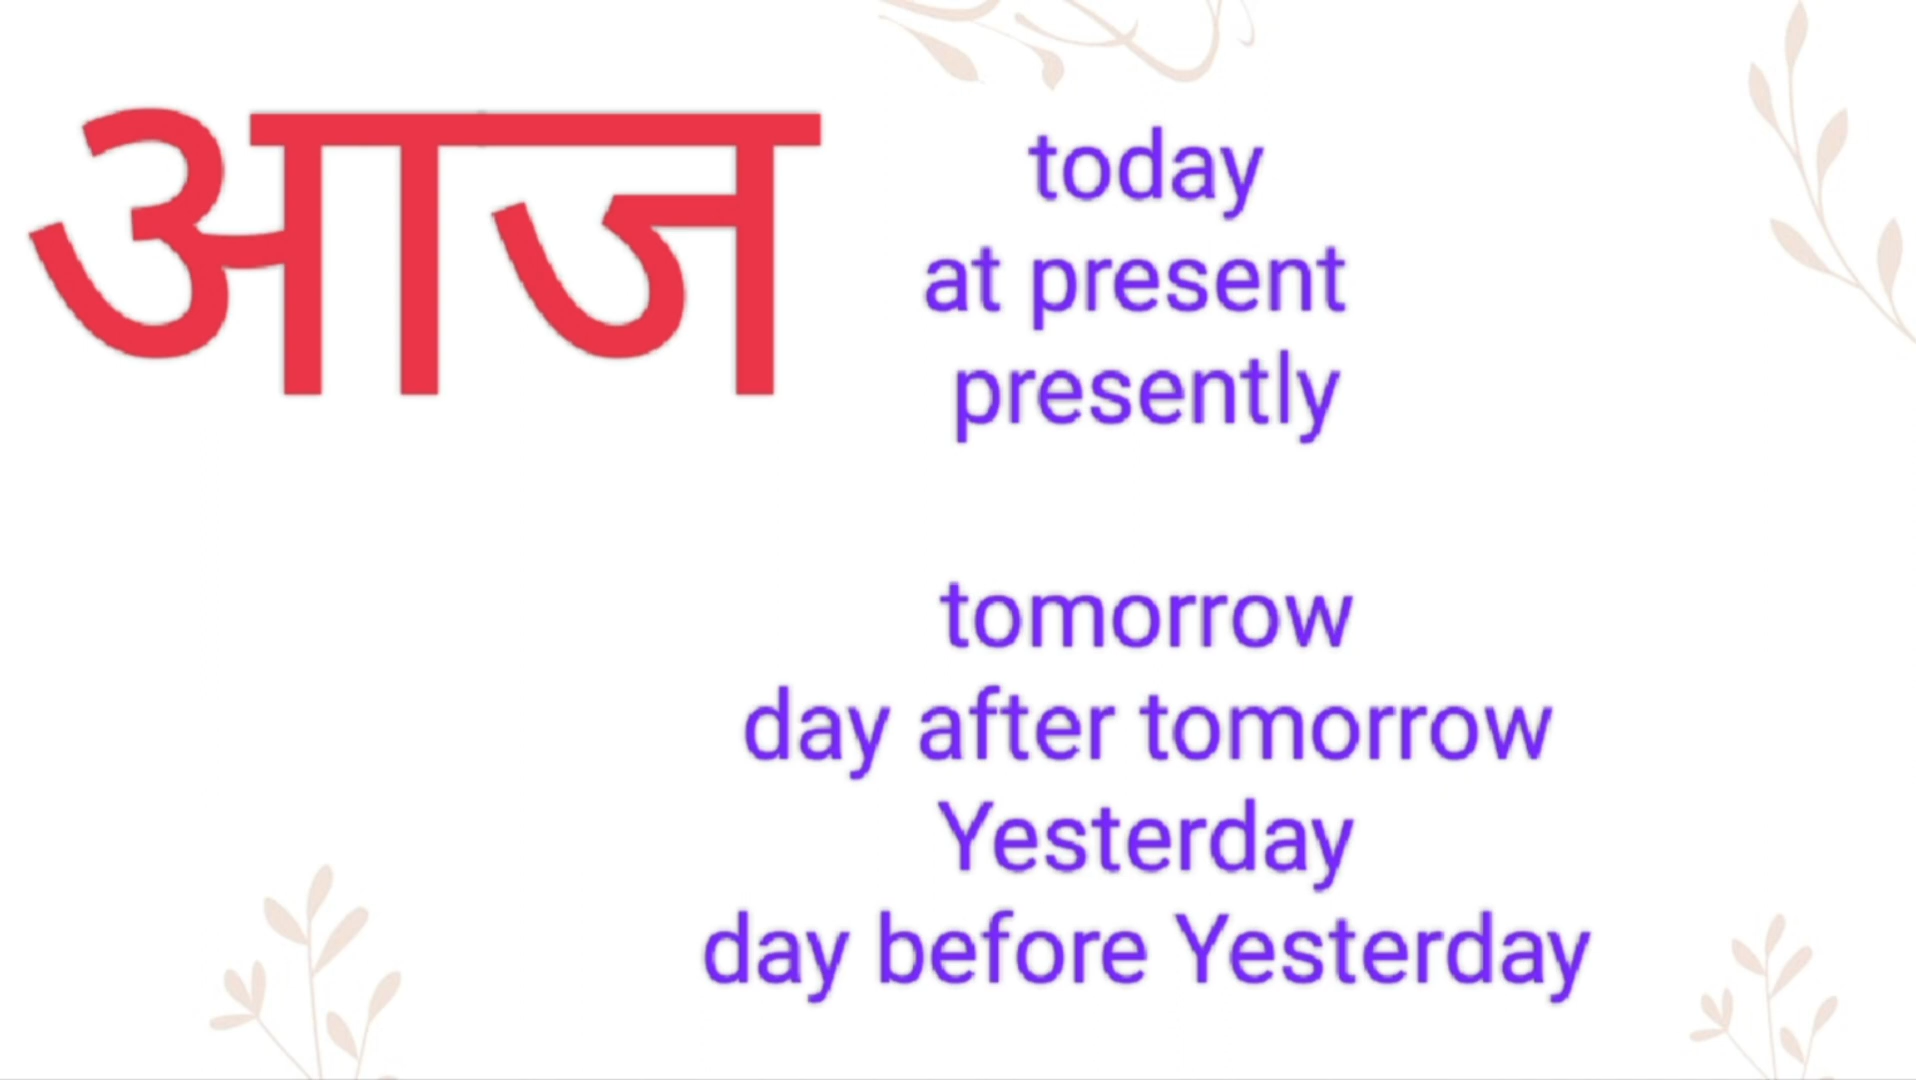 आज
today
at present
presently
tomorrow
day after tomorrow
Yesterday
day before Yesterday